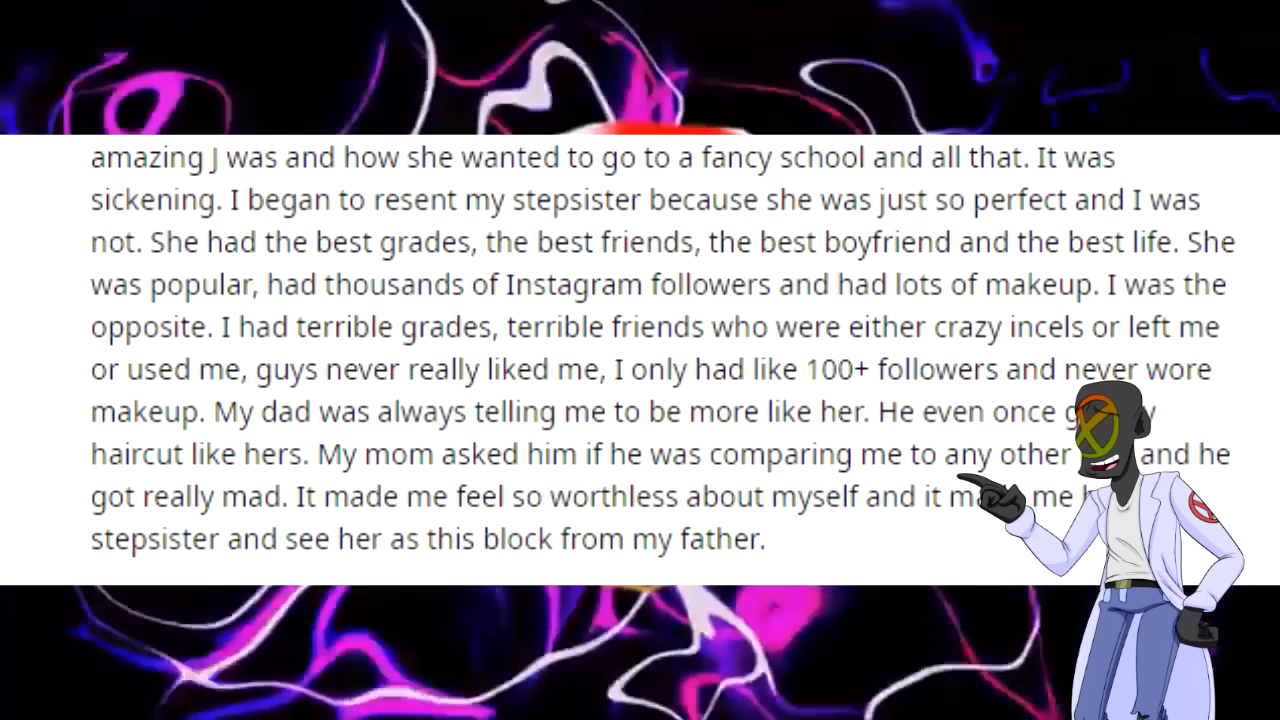 amazing J was and how she wanted to go to a fancy school and all that. It was
sickening. I began to resent my stepsister because she was just so perfect and I was
not. She had the best grades, the best friends, the best boyfriend and the best life. She
was popular, had thousands of Instagram followers and had lots of makeup. I was the
opposite. I had terrible grades, terrible friends who were either crazy incels or left me
or used me, guys never really liked me, I only had like 100+ followers and never wore
makeup. My dad was always telling me to be more like her. He even once
haircut like hers. My mom asked him if he was comparing me to any other and he
got really mad. It made me feel so worthless about myself and it me
stepsister and see her as this block from my father.